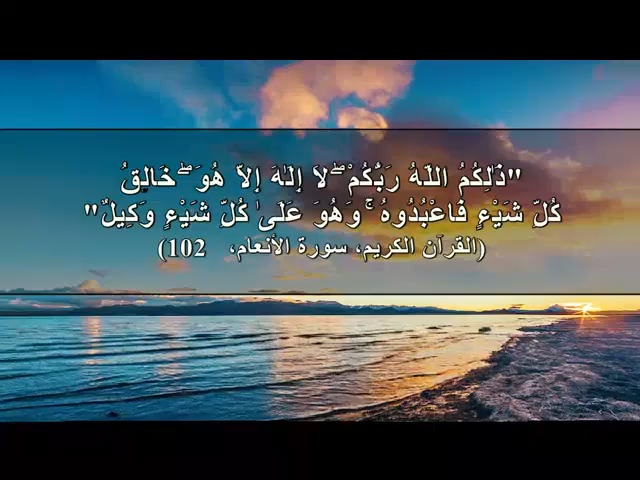 "ذَٰلِكُمُ اللَّهُ رَبُّكُمْ ۖ لَا إِلَٰهَ إِلَّا هُوَ ۖ خَالِقُ
كُلِّ شَيْءٍ فَاعْبُدُوهُ ۚ وَهُوَ عَلَىٰ كُلِّ شَيْءٍ وَكِيلٌ"
(القرآن الكريم، سورة الأنعام، 102)